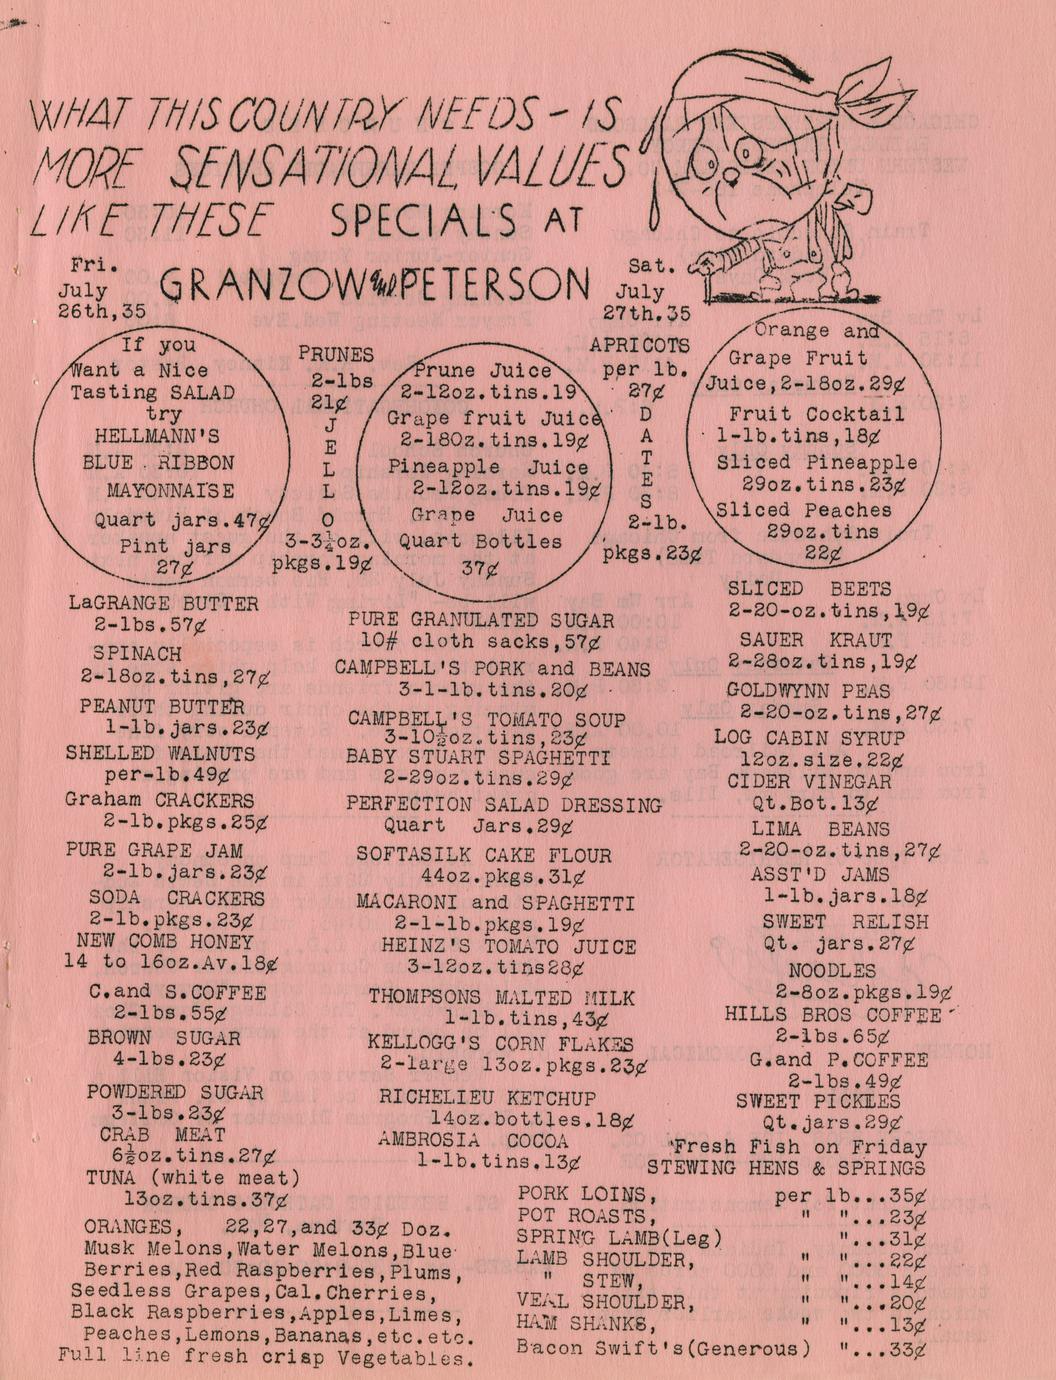 WHAT THIS COUNTRY NEEDS - IS
MORE SENSATIONAL VALUES
LIKE THESE SPECIALS AT
GRANZOW and PETERSON
Fri.
July
26th,35
Sat.
July
27th.35
If you
Want a Nice
Tasting SALAD
try
HELLMANN'S
BLUE RIBBON
MAYONNAISE
Quart jars.47¢
Pint jars
27¢
PRUNES
2-lbs
21¢
J
E
L
L
O
3-3¼oz.
pkgs.19¢
Prune Juice
2-12oz.tins.19
Grape fruit Juice
2-180z.tins.19¢
Pineapple Juice
2-12oz.tins.19¢
Grape Juice
Quart Bottles
37¢
APRICOTS
per lb.
27¢
D
A
T
E
S
2-lb.
pkgs.23¢
Orange and
Grape Fruit
Juice,2-18oz.29¢
Fruit Cocktail
1-lb.tins,18¢
Sliced Pineapple
29oz.tins.23¢
Sliced Peaches
29oz.tins
22¢
LaGRANGE BUTTER
2-lbs.57¢
SPINACH
2-18oz.tins,27¢
PEANUT BUTTER
1-lb.jars.23¢
SHELLED WALNUTS
per-lb.49¢
Graham CRACKERS
2-lb.pkgs.25¢
PURE GRAPE JAM
2-lb.jars.23¢
SODA CRACKERS
2-lb.pkgs.23¢
NEW COMB HONEY
14 to 16oz.Av.18¢
C.and S.COFFEE
2-lbs.55¢
BROWN SUGAR
4-lbs.23¢
POWDERED SUGAR
3-lbs.23¢
CRAB MEAT
6½oz.tins.27¢
TUNA (white meat)
13oz.tins.37¢
PURE GRANULATED SUGAR
10# cloth sacks,57¢
CAMPBELL'S PORK and BEANS
3-1-lb.tins.20¢
CAMPBELL'S TOMATO SOUP
3-10½oz.tins,23¢
BABY STUART SPAGHETTI
2-29oz.tins.29¢
PERFECTION SALAD DRESSING
Quart Jars.29¢
SOFTASILK CAKE FLOUR
44oz.pkgs.31¢
MACARONI and SPAGHETTI
2-1-lb.pkgs.19¢
HEINZ'S TOMATO JUICE
3-12oz.tins28¢
THOMPSONS MALTED MILK
1-lb.tins,43¢
KELLOGG'S CORN FLAKES
2-large 13oz.pkgs.23¢
RICHELIEU KETCHUP
14oz.bottles.18¢
AMBROSIA COCOA
1-lb.tins.13¢
SLICED BEETS
2-20-oz.tins,19¢
SAUER KRAUT
2-28oz.tins,19¢
GOLDWYNN PEAS
2-20-oz.tins,27¢
LOG CABIN SYRUP
12oz.size.22¢
CIDER VINEGAR
Qt.Bot.13¢
LIMA BEANS
2-20-oz.tins,27¢
ASST'D JAMS
1-lb.jars.18¢
SWEET RELISH
Qt. jars.27¢
NOODLES
2-8oz.pkgs.19¢
HILLS BROS COFFEE
2-lbs.65¢
G.and P.COFFEE
2-lbs.49¢
SWEET PICKLES
Qt.jars.29¢
Fresh Fish on Friday
STEWING HENS & SPRINGS
ORANGES, 22,27,and 33¢ Doz.
Musk Melons,Water Melons,Blue
Berries,Red Raspberries,Plums,
Seedless Grapes,Cal.Cherries,
Black Raspberries,Apples,Limes,
Peaches,Lemons,Bananas,etc.etc.
Full line fresh crisp Vegetables.
PORK LOINS, per lb...35¢
POT ROASTS, " "...23¢
SPRING LAMB(Leg) "...31¢
LAMB SHOULDER, " "...22¢
" STEW, " "...14¢
VEAL SHOULDER, " "...20¢
HAM SHANKS, " "...13¢
Bacon Swift's(Generous) "...33¢